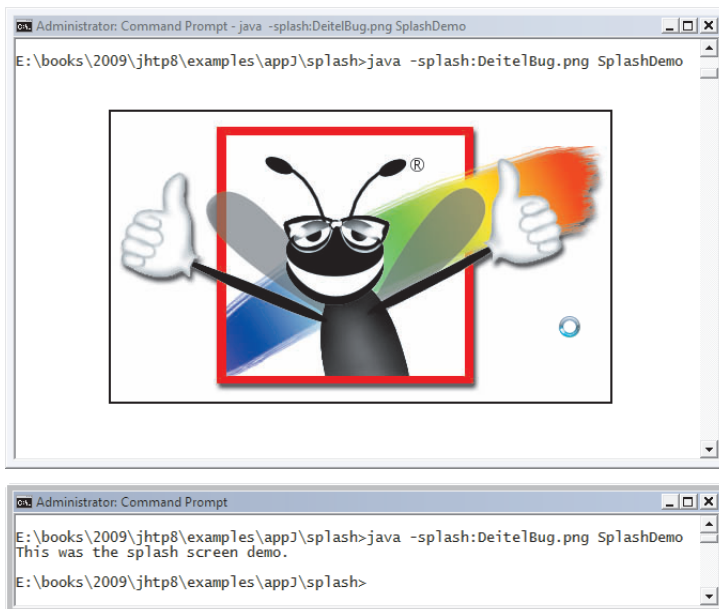 Administrator: Command Prompt - java -splash:DeitelBug.png SplashDemo
E:\books\2009\jhtp8\examples\appJ\splash>java -splash:DeitelBug.png SplashDemo
®
Administrator: Command Prompt
E:\books\2009\jhtp8\examples\appJ\splash>java -splash:DeitelBug.png SplashDemo
This was the splash screen demo.
E:\books\2009\jhtp8\examples\appJ\splash>